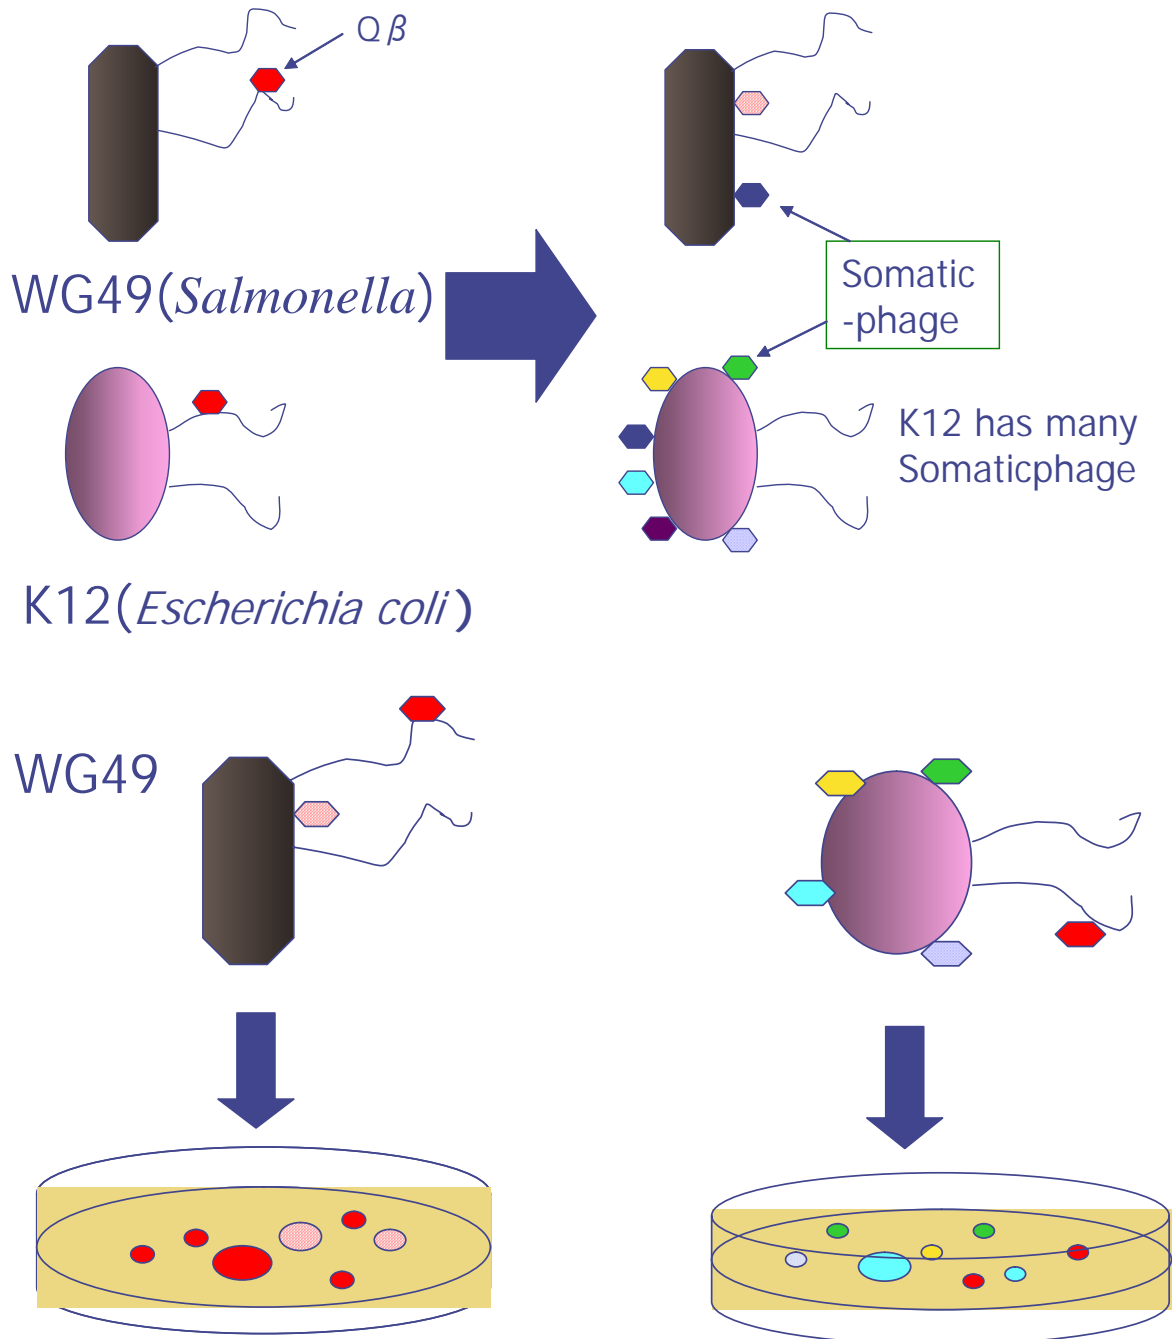 Qβ
WG49(Salmonella)
Somatic
-phage
K12 has many
Somaticphage
K12(Escherichia coli)
WG49